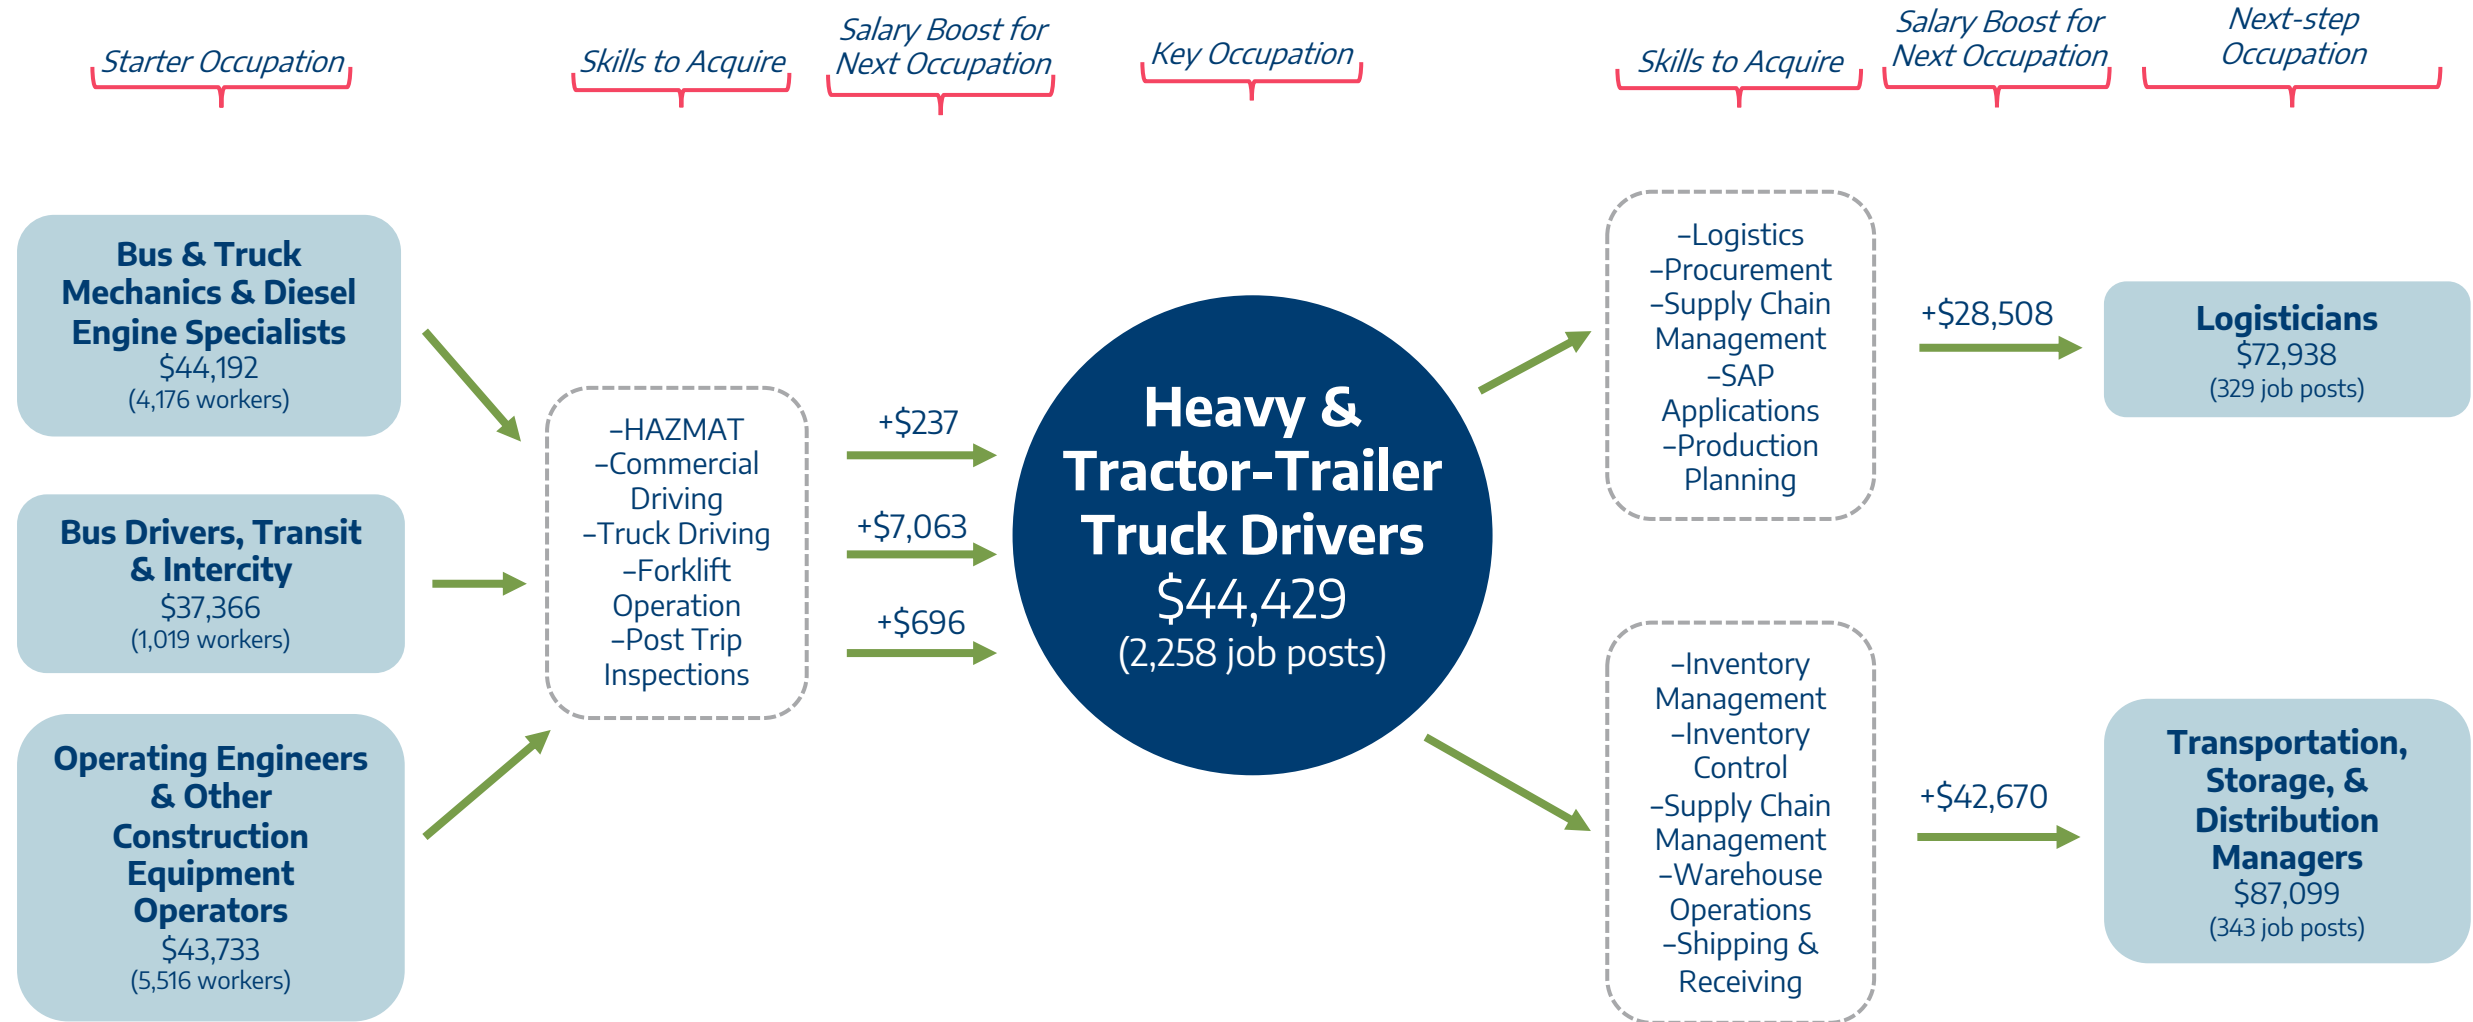 Starter Occupation
Skills to Acquire
Salary Boost for
Next Occupation
Key Occupation
Skills to Acquire
Salary Boost for
Next Occupation
Next-step
Occupation
Bus & Truck
Mechanics & Diesel
Engine Specialists
$44,192
(4,176 workers)
Bus Drivers, Transit
& Intercity
$37,366
(1,019 workers)
Operating Engineers
& Other
Construction
Equipment
Operators
$43,733
(5,516 workers)
–HAZMAT
–Commercial
Driving
–Truck Driving
–Forklift
Operation
–Post Trip
Inspections
+$237
+$7,063
+$696
Heavy &
Tractor-Trailer
Truck Drivers
$44,429
(2,258 job posts)
–Logistics
–Procurement
–Supply Chain
Management
–SAP
Applications
–Production
Planning
+$28,508
Logisticians
$72,938
(329 job posts)
–Inventory
Management
–Inventory
Control
–Supply Chain
Management
–Warehouse
Operations
–Shipping &
Receiving
+$42,670
Transportation,
Storage, &
Distribution
Managers
$87,099
(343 job posts)